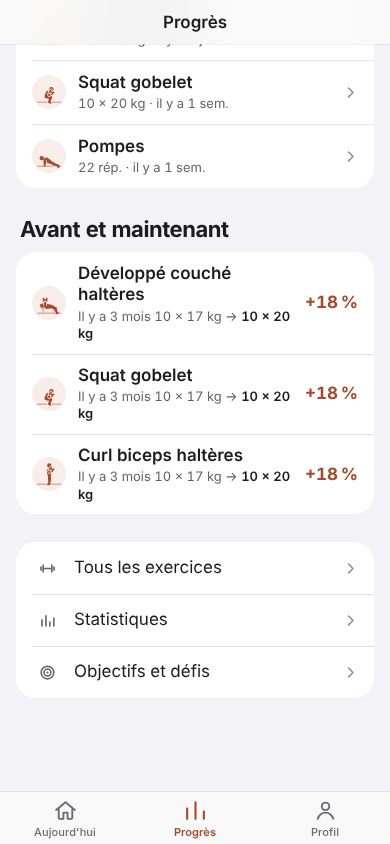 Progrès
Squat gobelet
10 × 20 kg · il y a 1 sem.
Pompes
22 rép. · il y a 1 sem.
Avant et maintenant
Développé couché
haltères
Il y a 3 mois 10 × 17 kg → 10 × 20
kg
+18 %
Squat gobelet
Il y a 3 mois 10 × 17 kg → 10 × 20
kg
+18 %
Curl biceps haltères
Il y a 3 mois 10 × 17 kg → 10 × 20
kg
+18 %
Tous les exercices
Statistiques
Objectifs et défis
Aujourd'hui
Progrès
Profil